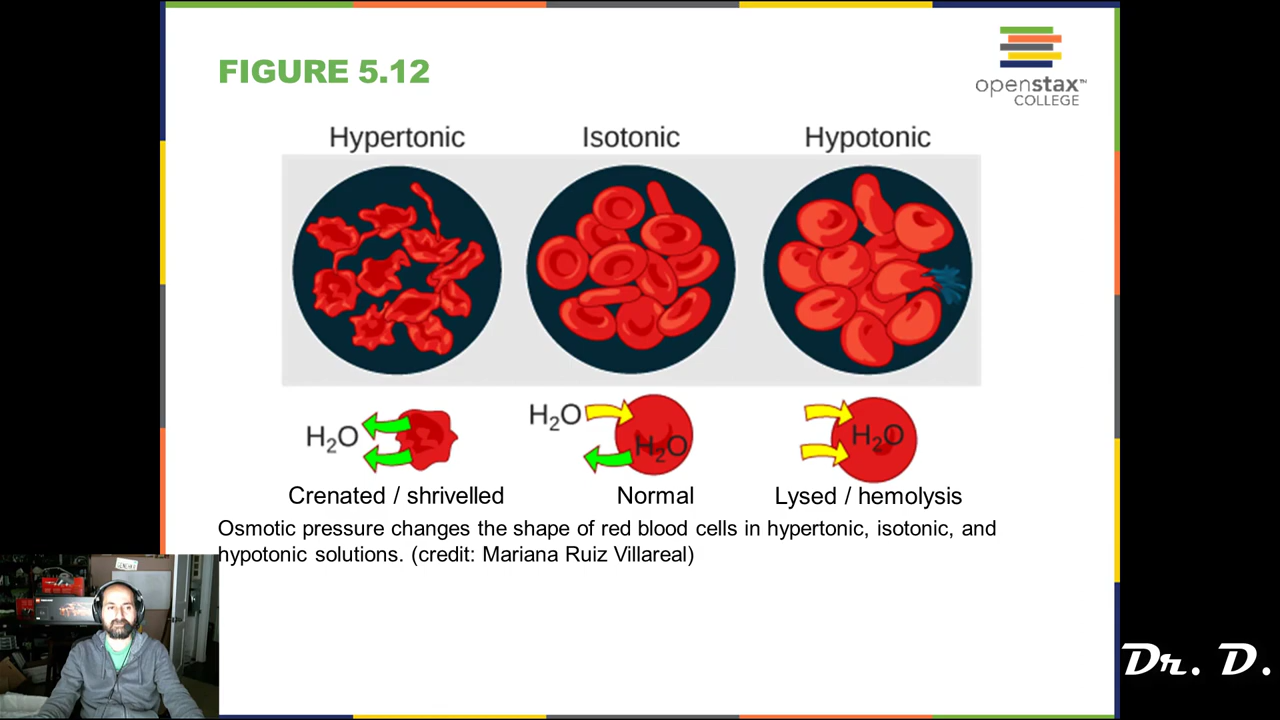 FIGURE 5.12
openstax™
COLLEGE
Hypertonic
Isotonic
Hypotonic
H₂O
H₂O
H₂O
H₂O
Crenated / shrivelled
Normal
Lysed / hemolysis
Osmotic pressure changes the shape of red blood cells in hypertonic, isotonic, and
hypotonic solutions. (credit: Mariana Ruiz Villareal)
Dr. D.